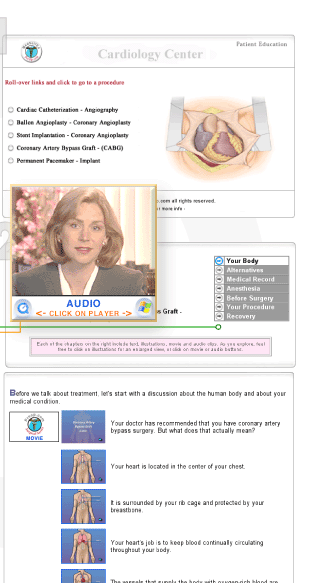 Patient Education
Cardiology Center
Roll-over links and click to go to a procedure
Cardiac Catheterization - Angiography
Ballon Angioplasty - Coronary Angioplasty
Stent Implantation - Coronary Angioplasty
Coronary Artery Bypass Graft - (CABG)
Permanent Pacemaker - Implant
.com all rights reserved.
more info -
AUDIO
<- CLICK ON PLAYER ->
Graft -
Your Body
Alternatives
Medical Record
Anesthesia
Before Surgery
Your Procedure
Recovery
Each of the chapters on the right include text, illustrations, movie and audio clips. As you explore, feel
free to click on illustrations for an enlarged view, or click on movie or audio buttons.
Before we talk about treatment, let's start with a discussion about the human body and about your
medical condition.
MOVIE
Your doctor has recommended that you have coronary artery
bypass surgery. But what does that actually mean?
Your heart is located in the center of your chest.
It is surrounded by your rib cage and protected by your
breastbone.
Your heart's job is to keep blood continually circulating
throughout your body.
The vessels that supply the body with oxygen-rich blood are